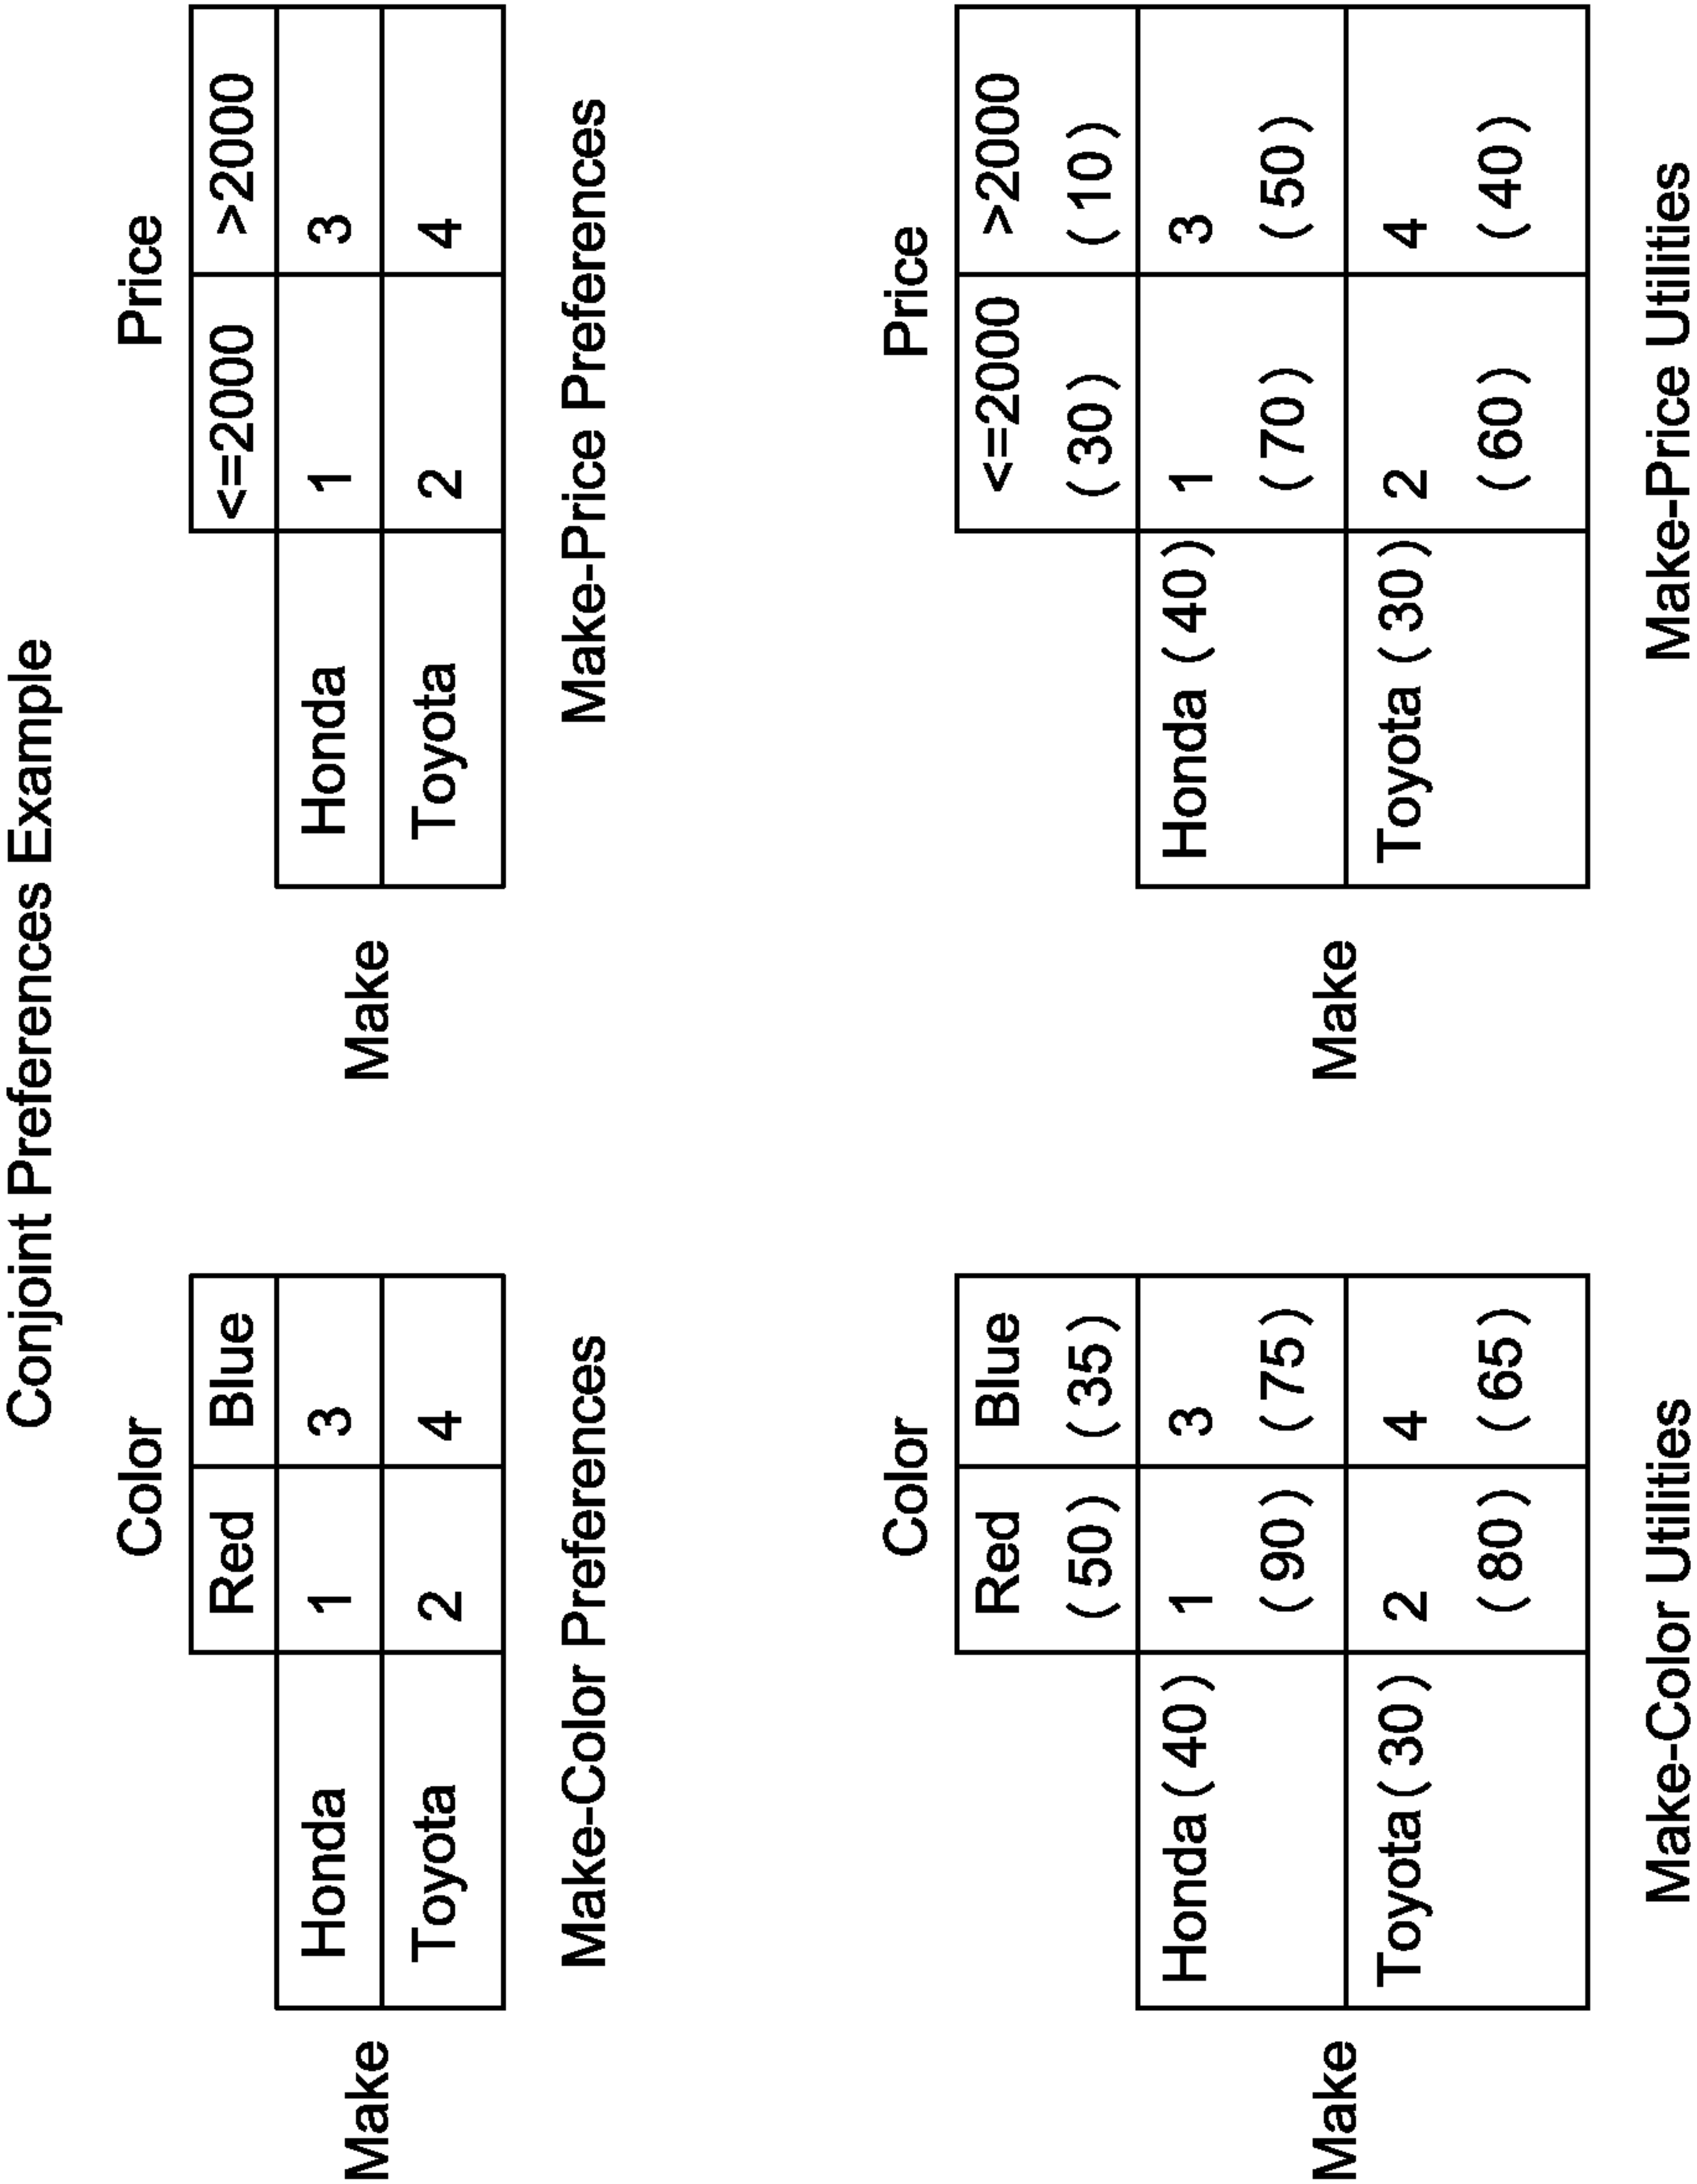 Conjoint Preferences Example
Color
Red Blue
Make
Honda 1 3
Toyota 2 4
Make-Color Preferences
Price
<=2000 >2000
Make
Honda 1 3
Toyota 2 4
Make-Price Preferences
Color
Red Blue
(50) (35)
Make
Honda(40) 1 3
(90) (75)
Toyota(30) 2 4
(80) (65)
Make-Color Utilities
Price
<=2000 >2000
(30) (10)
Make
Honda (40) 1 3
(70) (50)
Toyota (30) 2 4
(60) (40)
Make-Price Utilities